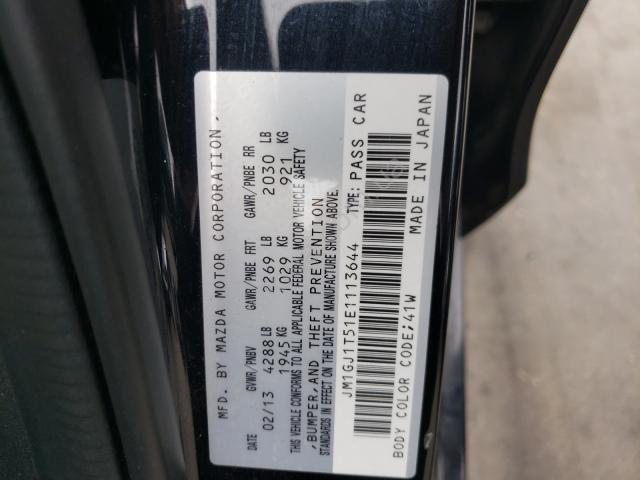 MFD. BY MAZDA MOTOR CORPORATION,
DATE GVWR/PNBV GAWR/PNBE FRT GAWR/PNBE RR
02/13 4288 LB 2269 LB 2030 LB
1945 KG 1029 KG 921 KG
THIS VEHICLE CONFORMS TO ALL APPLICABLE FEDERAL MOTOR VEHICLE SAFETY
,BUMPER,AND THEFT PREVENTION
STANDARDS IN EFFECT ON THE DATE OF MANUFACTURE SHOWN ABOVE.
JM1GJ1T51E1113644 TYPE: PASS CAR
BODY COLOR CODE;41W MADE IN JAPAN